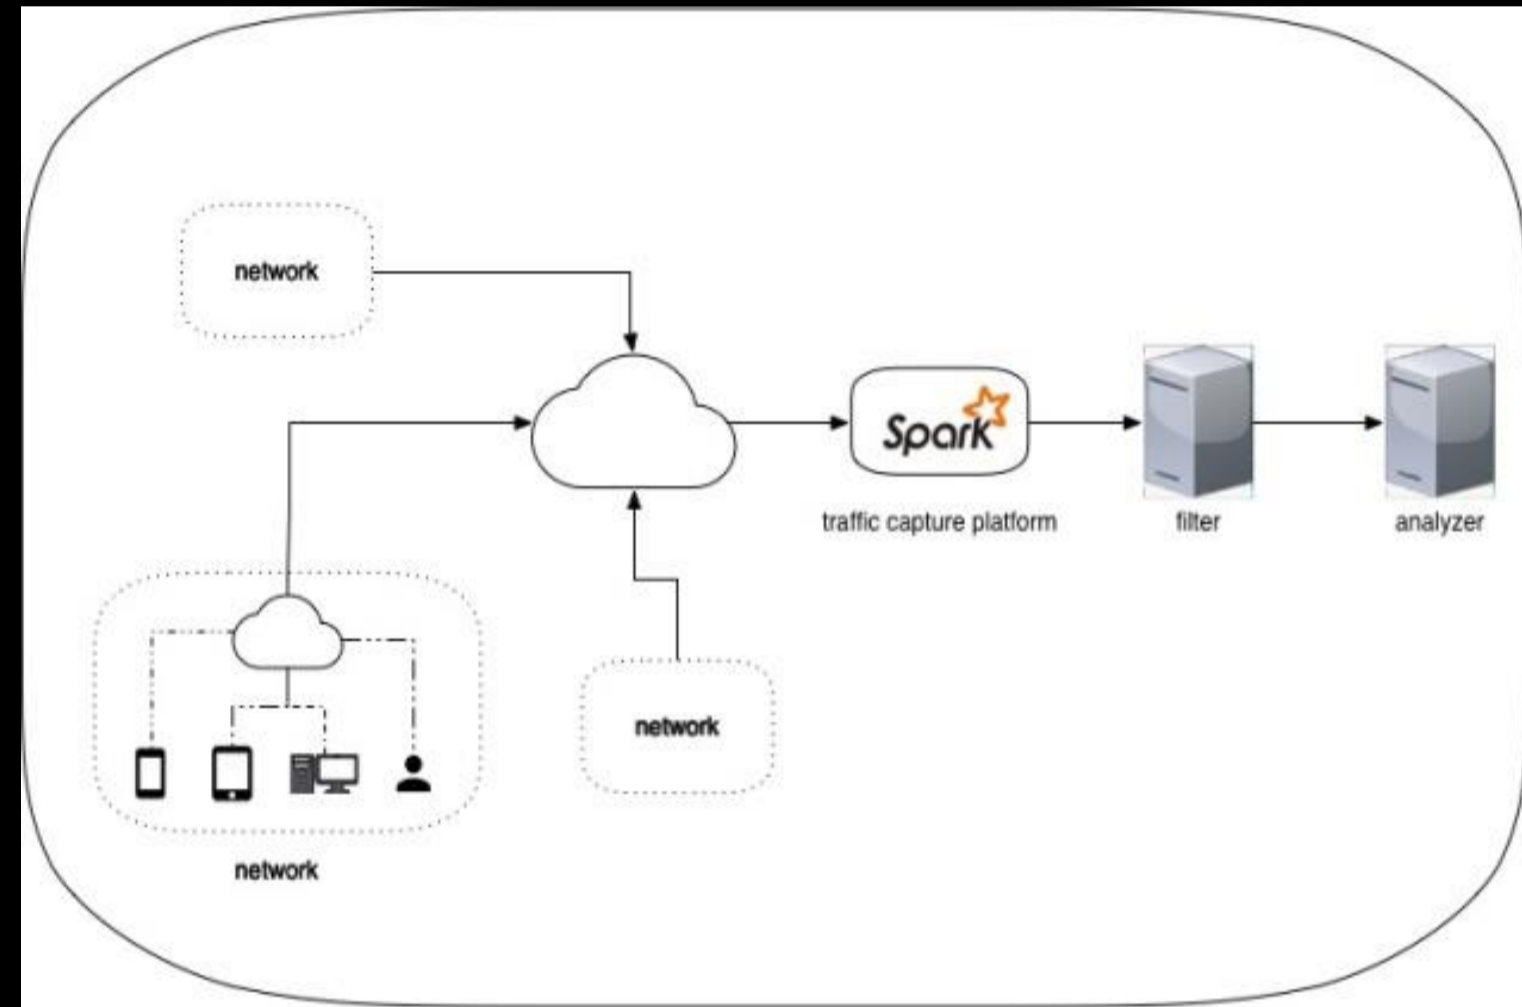 network
Spark
traffic capture platform
filter
analyzer
network
network